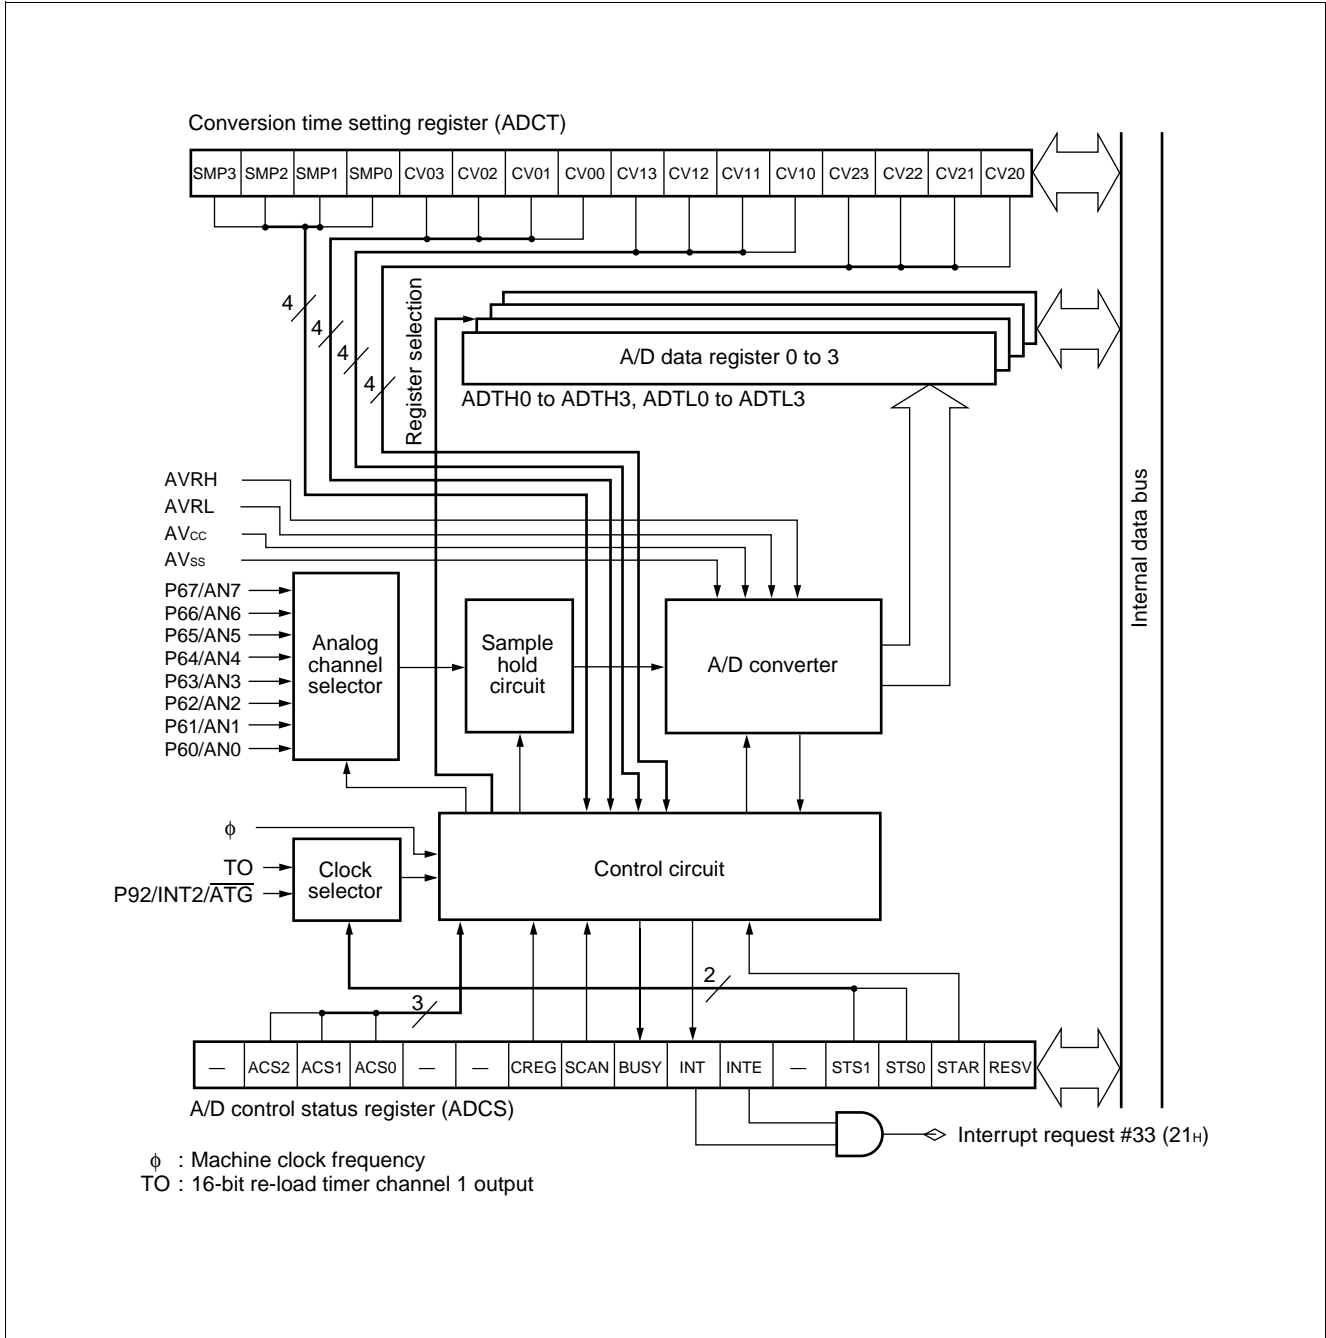 Conversion time setting register (ADCT)
SMP3 SMP2 SMP1 SMP0 CV03 CV02 CV01 CV00 CV13 CV12 CV11 CV10 CV23 CV22 CV21 CV20
4
4
4
4
Register selection
A/D data register 0 to 3
ADTH0 to ADTH3, ADTL0 to ADTL3
Internal data bus
AVRH
AVRL
AVCC
AVSS
P67/AN7
P66/AN6
P65/AN5
P64/AN4
P63/AN3
P62/AN2
P61/AN1
P60/AN0
Analog
channel
selector
Sample
hold
circuit
A/D converter
ϕ
TO
P92/INT2/A̅T̅G̅
Clock
selector
Control circuit
2
3
— ACS2 ACS1 ACS0 — — CREG SCAN BUSY INT INTE — STS1 STS0 STAR RESV
A/D control status register (ADCS)
Interrupt request #33 (21H)
ϕ : Machine clock frequency
TO : 16-bit re-load timer channel 1 output